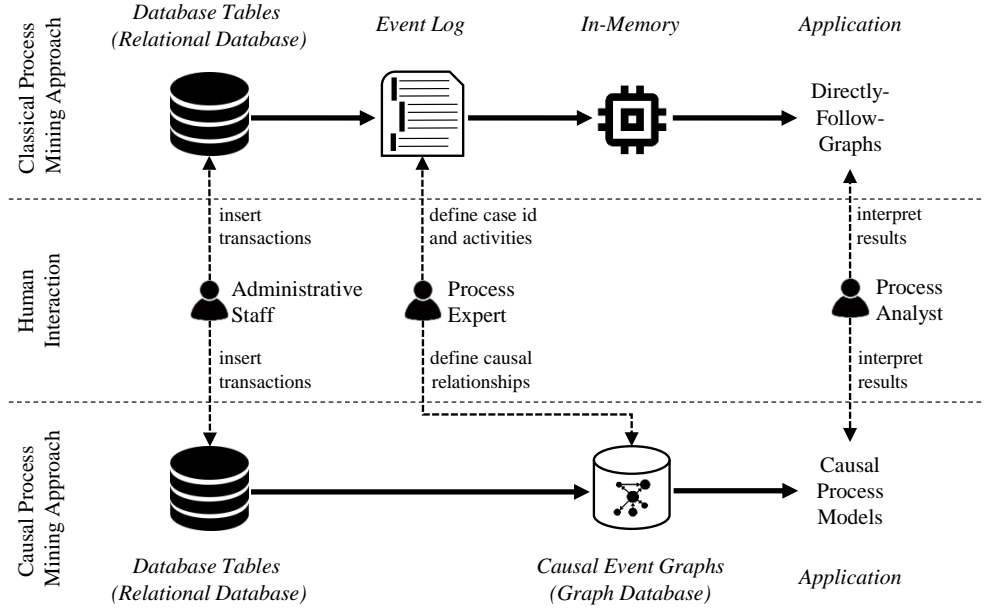 Classical Process
Mining Approach
Database Tables
(Relational Database)
Event Log
In-Memory
Application
Directly-
Follow-
Graphs
Human
Interaction
insert
transactions
define case id
and activities
interpret
results
Administrative
Staff
Process
Expert
Process
Analyst
insert
transactions
define causal
relationships
interpret
results
Causal Process
Mining Approach
Causal
Process
Models
Database Tables
(Relational Database)
Causal Event Graphs
(Graph Database)
Application